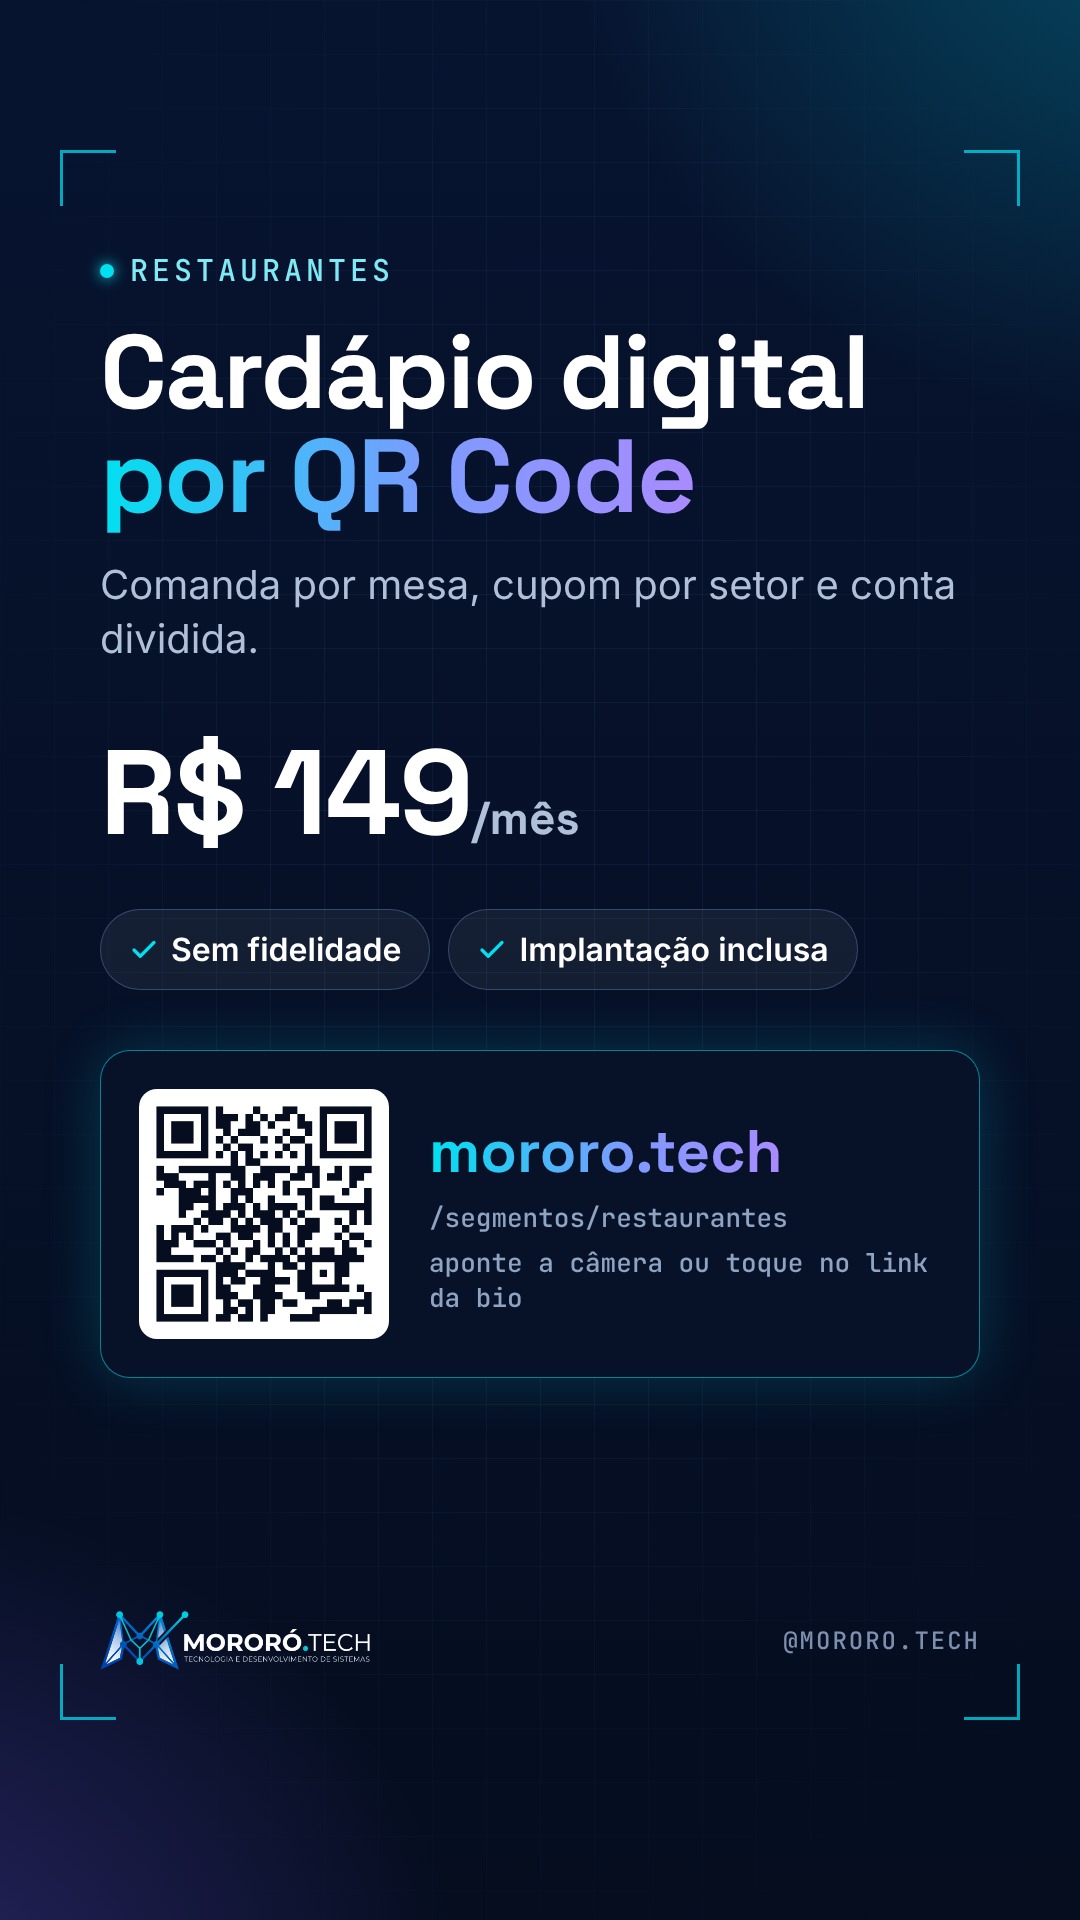 RESTAURANTES
Cardápio digital
por QR Code
Comanda por mesa, cupom por setor e conta
dividida.
R$ 149/mês
Sem fidelidade
Implantação inclusa
mororo.tech
/segmentos/restaurantes
aponte a câmera ou toque no link
da bio
MORORÓ.TECH
TECNOLOGIA E DESENVOLVIMENTO DE SISTEMAS
@MORORO.TECH